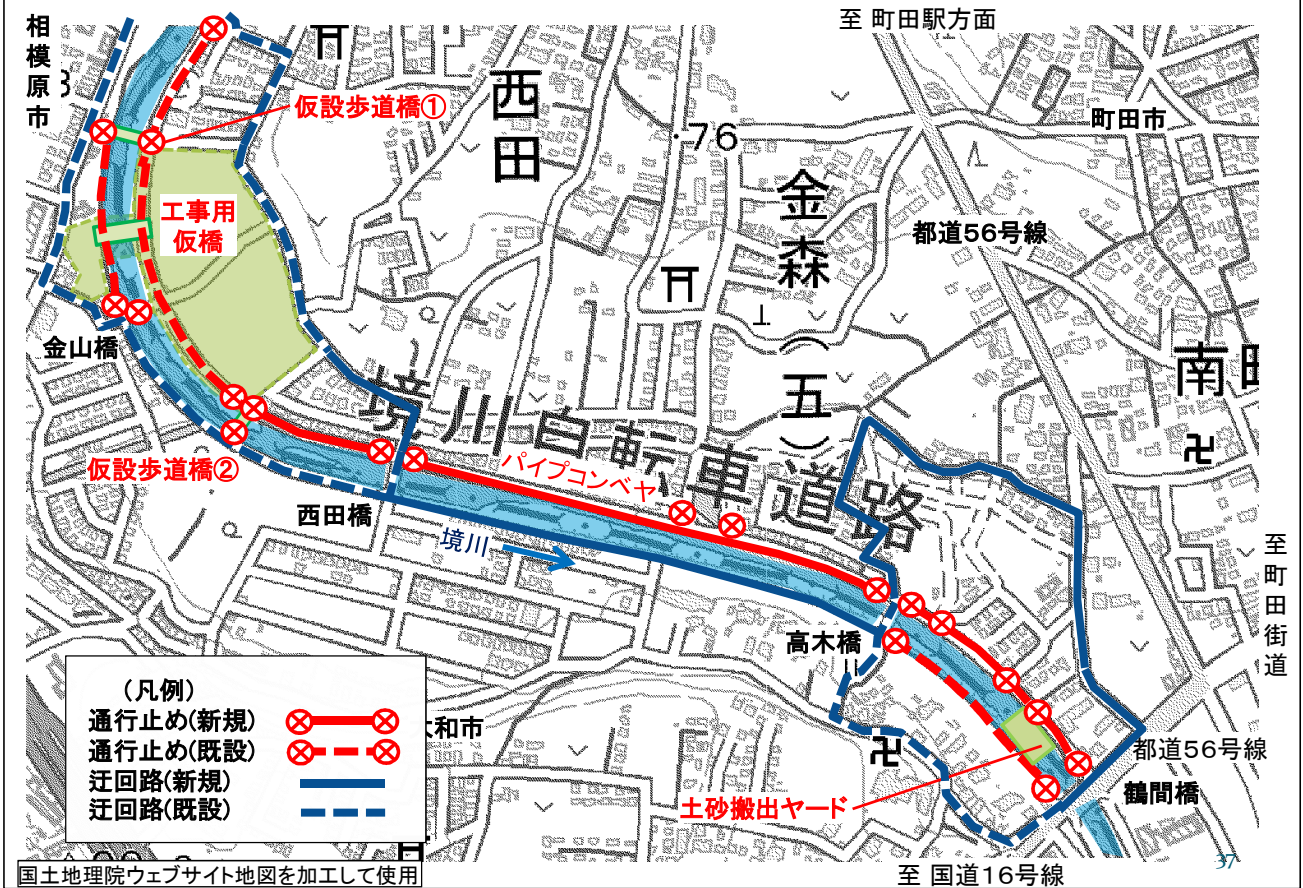 至 町田駅方面
相模原市
仮設歩道橋①
西田
・76
町田市
金森(五)
都道56号線
工事用
仮橋
金山橋
南
境川自転車道路
パイプコンベヤ
仮設歩道橋②
西田橋
境川
至町田街道
高木橋
(凡例)
通行止め(新規)
通行止め(既設)
迂回路(新規)
迂回路(既設)
大和市
都道56号線
鶴間橋
土砂搬出ヤード
国土地理院ウェブサイト地図を加工して使用
至 国道16号線
37